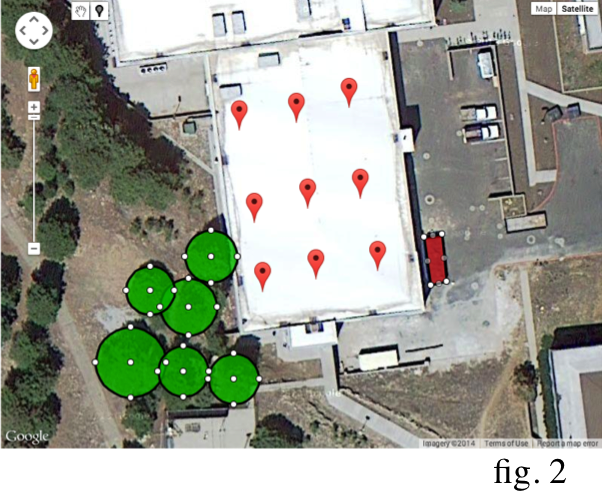 Map Satellite
Google
Imagery ©2014 Terms of Use Report a map error
fig. 2